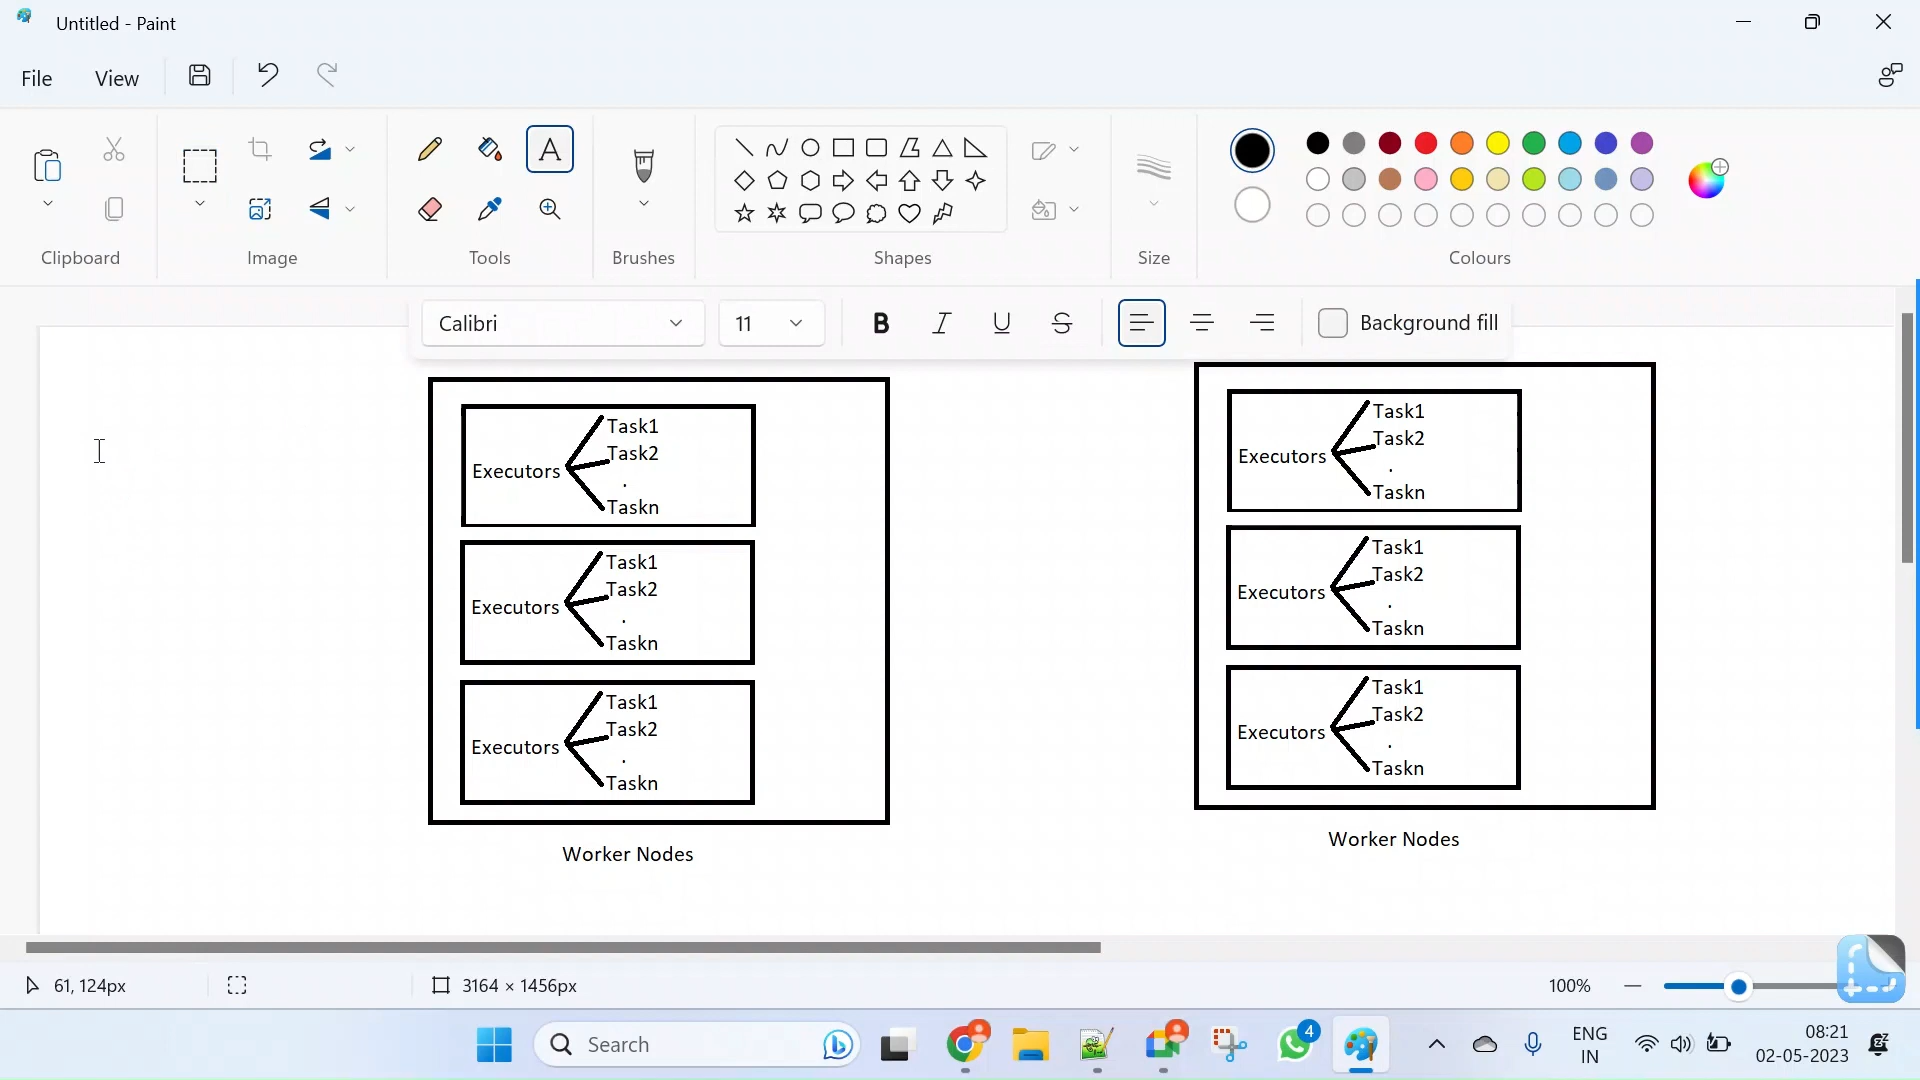 Untitled - Paint
File
View
Clipboard
Image
Tools
Brushes
Shapes
Size
Colours
Calibri
11
B
I
U
S
Background fill
Executors
Task1
Task2
.
Taskn
Executors
Task1
Task2
.
Taskn
Executors
Task1
Task2
.
Taskn
Worker Nodes
Executors
Task1
Task2
.
Taskn
Executors
Task1
Task2
.
Taskn
Executors
Task1
Task2
.
Taskn
Worker Nodes
61, 124px
3164 × 1456px
100%
Search
4
ENG
IN
08:21
02-05-2023